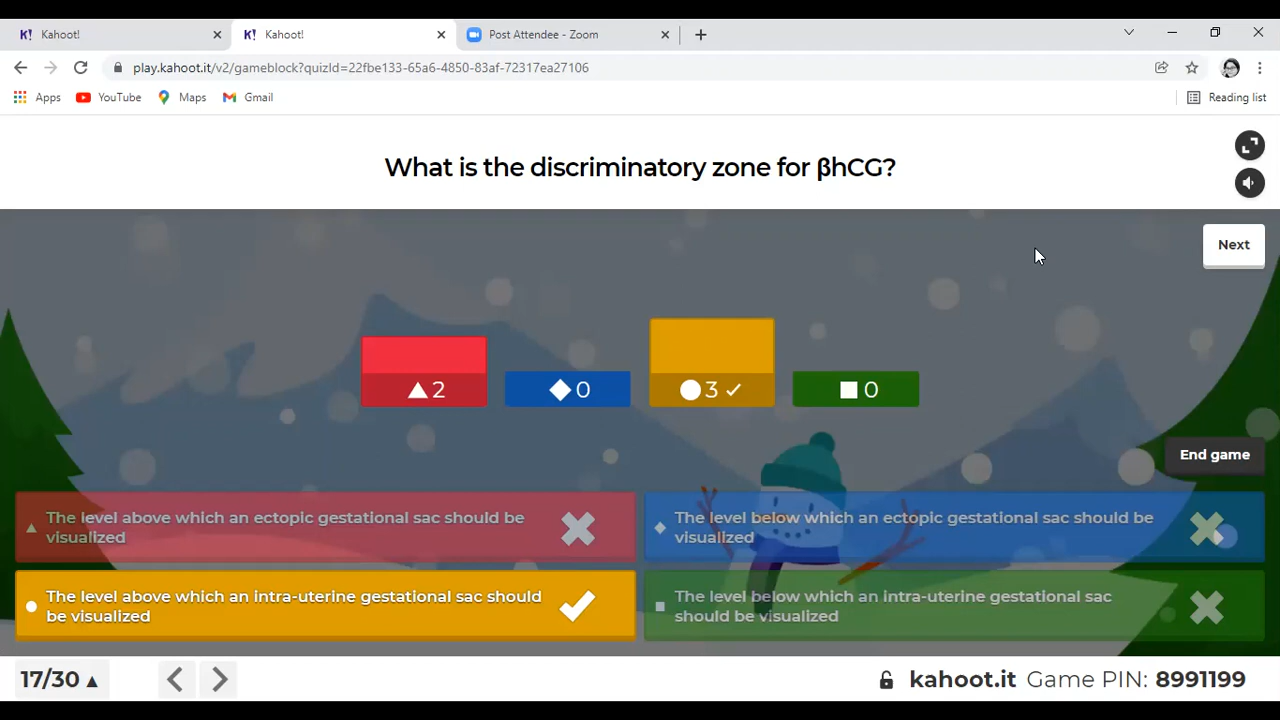 K! Kahoot!
K! Kahoot!
Post Attendee - Zoom
play.kahoot.it/v2/gameblock?quizId=22fbe133-65a6-4850-83af-72317ea27106
Apps
YouTube
Maps
Gmail
Reading list
What is the discriminatory zone for βhCG?
Next
2
0
3
0
End game
The level above which an ectopic gestational sac should be
visualized
The level below which an ectopic gestational sac should be
visualized
The level above which an intra-uterine gestational sac should
be visualized
The level below which an intra-uterine gestational sac
should be visualized
17/30
kahoot.it Game PIN: 8991199